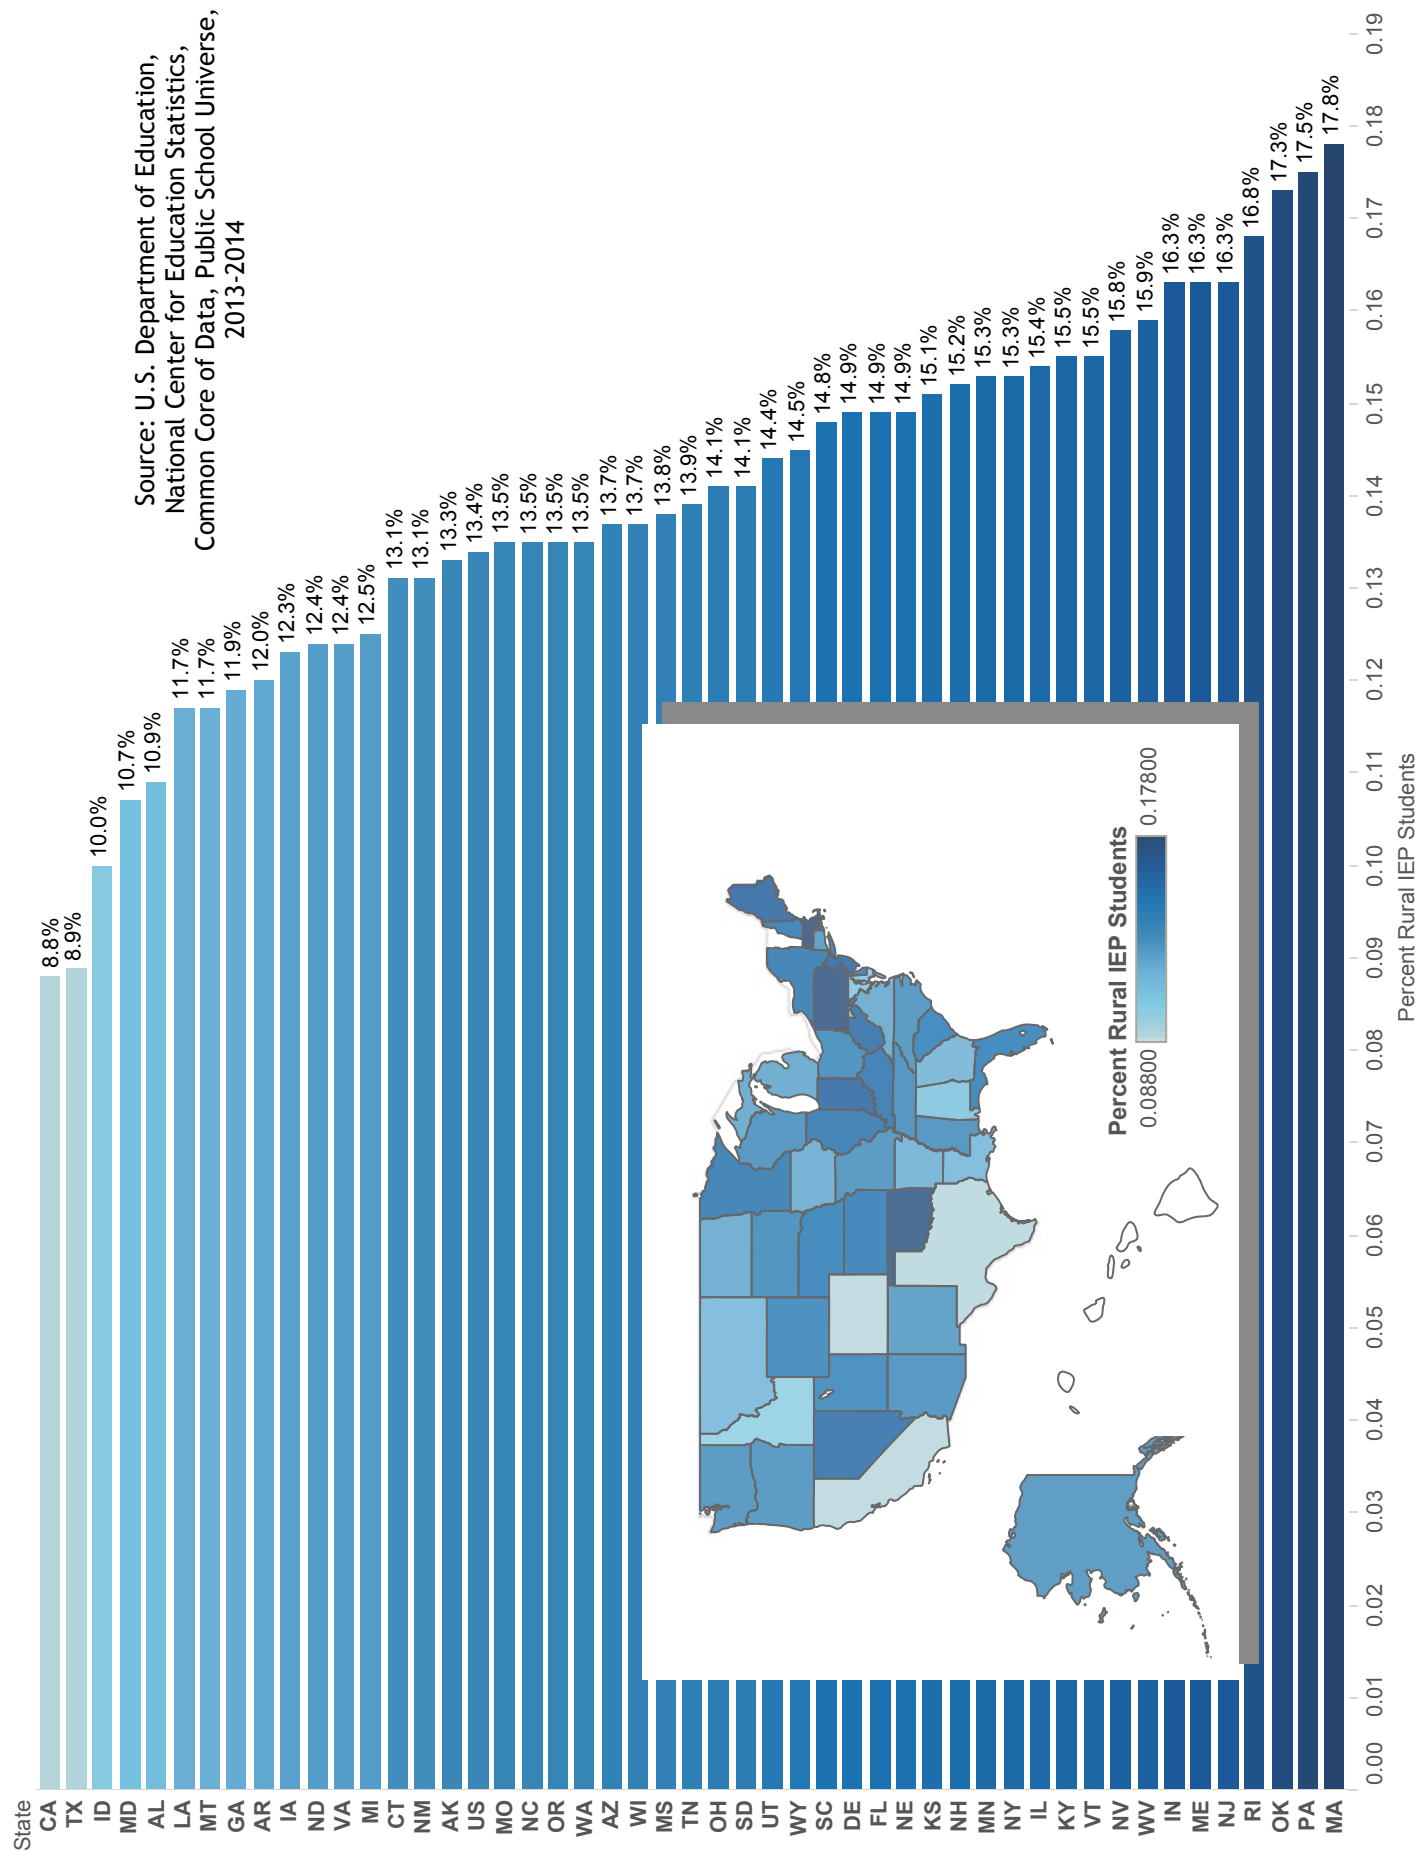 State
CA 8.8%
TX 8.9%
ID 10.0%
MD 10.7%
AL 10.9%
LA 11.7%
MT 11.7%
GA 11.9%
AR 12.0%
IA 12.3%
ND 12.4%
VA 12.4%
MI 12.5%
CT 13.1%
NM 13.1%
AK 13.3%
US 13.4%
MO 13.5%
NC 13.5%
OR 13.5%
WA 13.5%
AZ 13.7%
WI 13.7%
MS 13.8%
TN 13.9%
OH 14.1%
SD 14.1%
UT 14.4%
WY 14.5%
SC 14.8%
DE 14.9%
FL 14.9%
NE 14.9%
KS 15.1%
NH 15.2%
MN 15.3%
NY 15.3%
IL 15.4%
KY 15.5%
VT 15.5%
NV 15.8%
WV 15.9%
IN 16.3%
ME 16.3%
NJ 16.3%
RI 16.8%
OK 17.3%
PA 17.5%
MA 17.8%
0.00 0.01 0.02 0.03 0.04 0.05 0.06 0.07 0.08 0.09 0.10 0.11 0.12 0.13 0.14 0.15 0.16 0.17 0.18 0.19
Percent Rural IEP Students
Source: U.S. Department of Education,
National Center for Education Statistics,
Common Core of Data, Public School Universe,
2013-2014
Percent Rural IEP Students
0.08800 0.17800